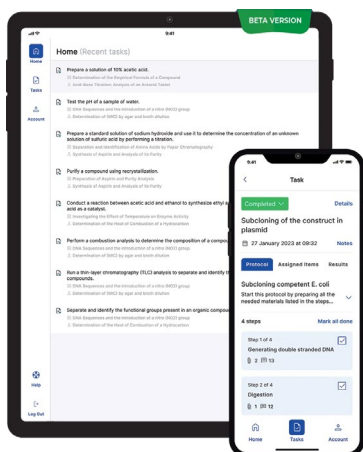 BETA VERSION
9:41
Home (Recent tasks)
Home
Tasks
Account
Help
Log Out
Prepare a solution of 10% acetic acid.
Determination of the Empirical Formula of a Compound
Acid-Base Titration: Analysis of an Antacid Tablet
Test the pH of a sample of water.
DNA Sequences and the introduction of a nitro (NO2) group
Determination of (MIC) by agar and broth dilution
Prepare a standard solution of sodium hydroxide and use it to determine the concentration of an unknown
solution of sulfuric acid by performing a titration.
Separation and Identification of Amino Acids by Paper Chromatography
Synthesis of Aspirin and Analysis of its Purity
Purify a compound using recrystallization.
Preparation of Aspirin and Purity Analysis
Synthesis of Aspirin and Analysis of its Purity
Conduct a reaction between acetic acid and ethanol to synthesize ethyl a
acid as a catalyst.
Investigating the Effect of Temperature on Enzyme Activity
Determination of the Heat of Combustion of a Hydrocarbon
Perform a combustion analysis to determine the composition of a compou
DNA Sequences and the introduction of a nitro (NO2) group
Determination of (MIC) by agar and broth dilution
Run a thin-layer chromatography (TLC) analysis to separate and identify t
compounds.
DNA Sequences and the introduction of a nitro (NO2) group
Determination of (MIC) by agar and broth dilution
Separate and identify the functional groups present in an organic compou
DNA Sequences and the introduction of a nitro (NO2) group
Determination of the Heat of Combustion of a Hydrocarbon
9:41
Task
Completed
Details
Subcloning of the construct in
plasmid
27 January 2023 at 09:32
Notes
Protocol Assigned Items Results
Subcloning competent E. coli
Start this protocol by preparing all the
needed materials listed in the steps...
4 steps
Mark all done
Step 1 of 4
Generating double stranded DNA
2 13
Step 2 of 4
Digestion
1 12
Home Tasks Account